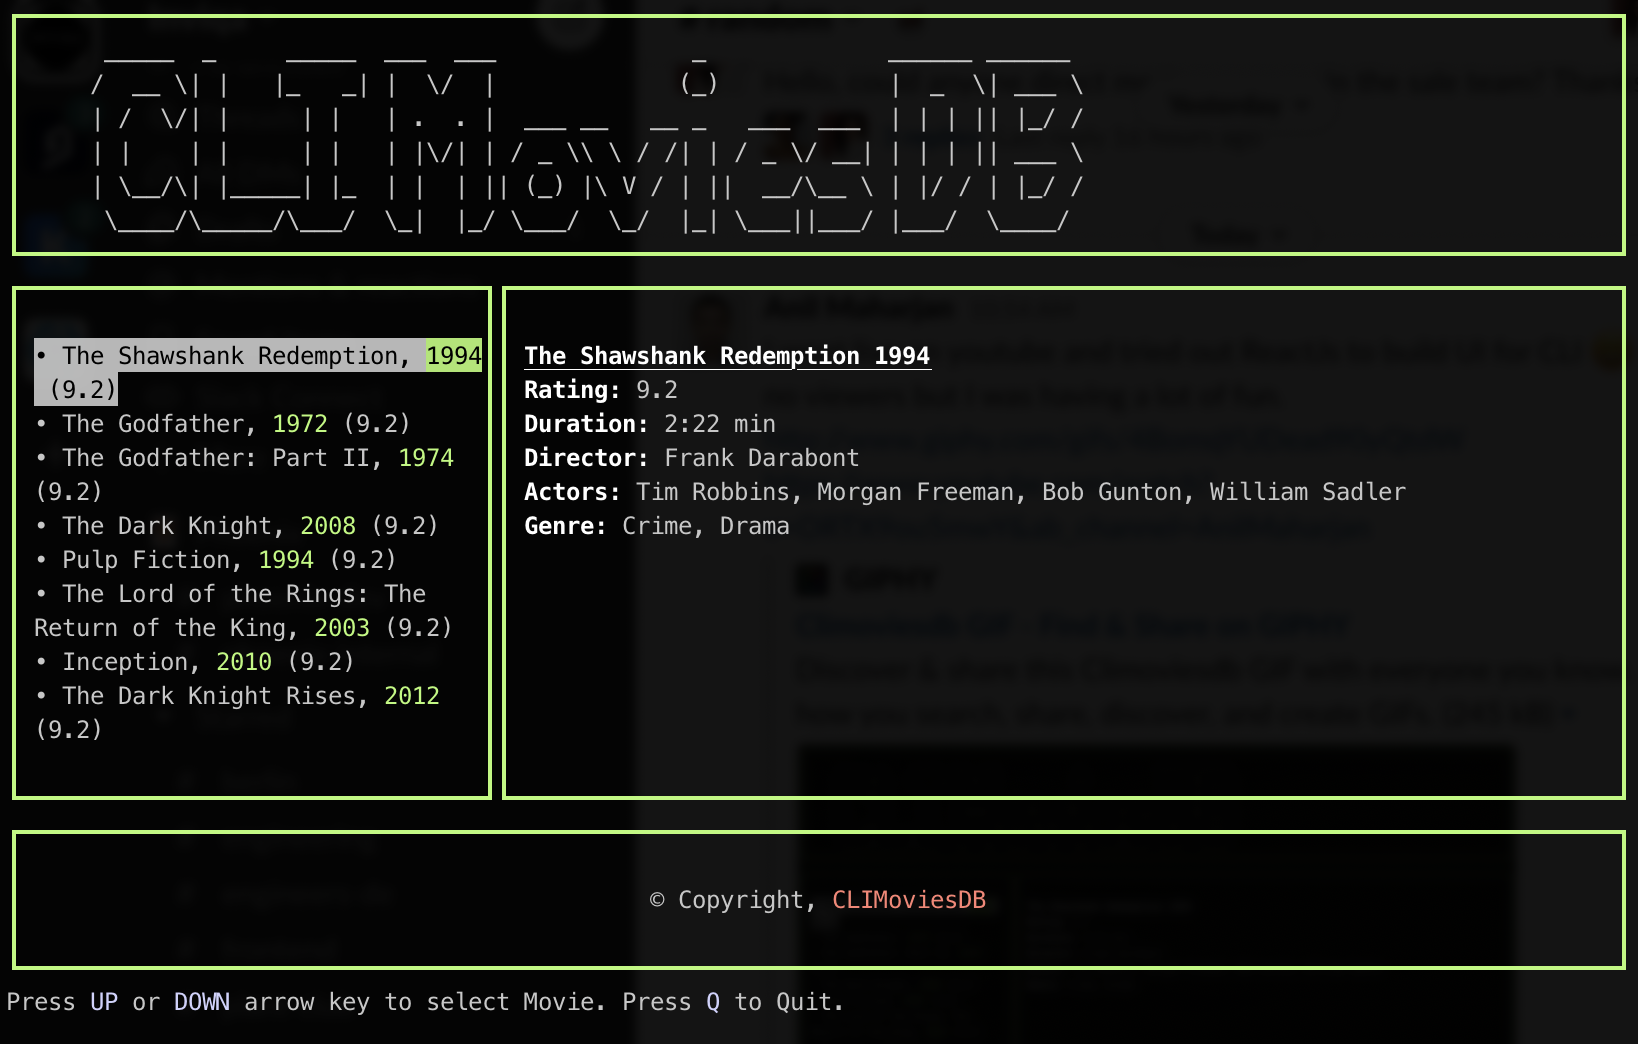 CLIMoviesDB
• The Shawshank Redemption, 1994
(9.2)
• The Godfather, 1972 (9.2)
• The Godfather: Part II, 1974
(9.2)
• The Dark Knight, 2008 (9.2)
• Pulp Fiction, 1994 (9.2)
• The Lord of the Rings: The
Return of the King, 2003 (9.2)
• Inception, 2010 (9.2)
• The Dark Knight Rises, 2012
(9.2)
The Shawshank Redemption 1994
Rating: 9.2
Duration: 2:22 min
Director: Frank Darabont
Actors: Tim Robbins, Morgan Freeman, Bob Gunton, William Sadler
Genre: Crime, Drama
© Copyright, CLIMoviesDB
Press UP or DOWN arrow key to select Movie. Press Q to Quit.